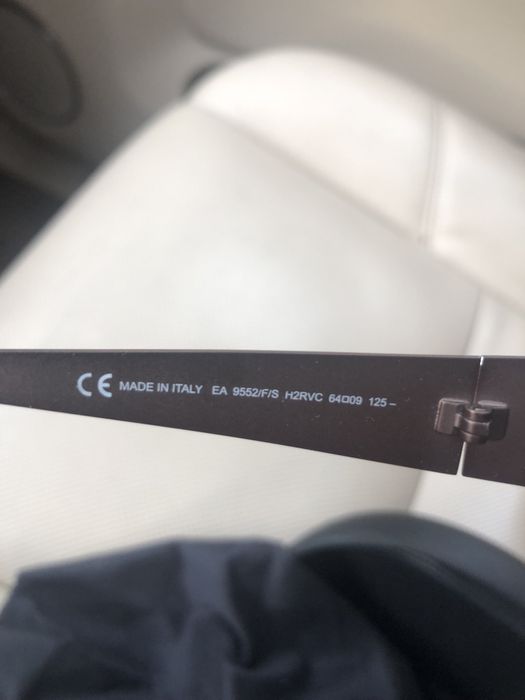 CE MADE IN ITALY EA 9552/F/S H2RVC 64□09 125 –